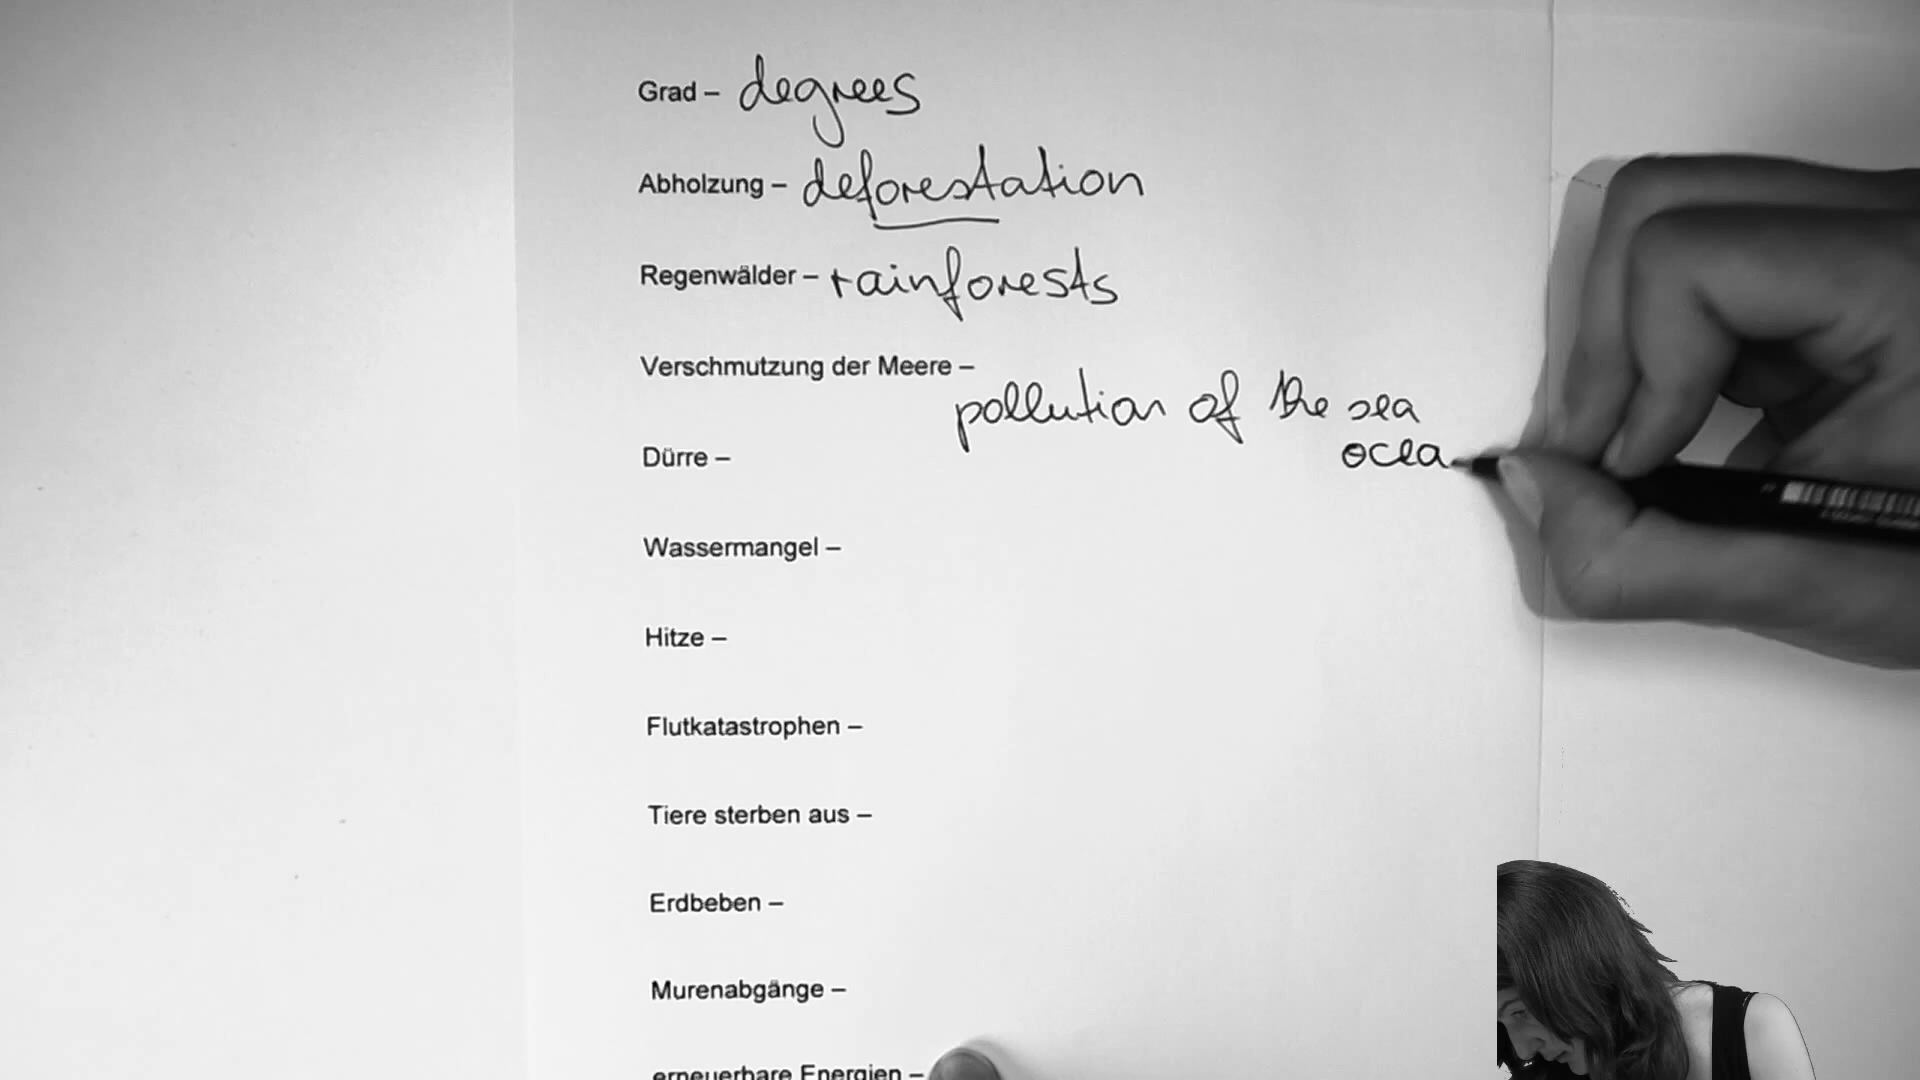 Grad – degrees
Abholzung – deforestation
Regenwälder – rainforests
Verschmutzung der Meere –
pollution of the sea
Dürre –
ocea
Wassermangel –
Hitze –
Flutkatastrophen –
Tiere sterben aus –
Erdbeben –
Murenabgänge –
erneuerbare Energien –